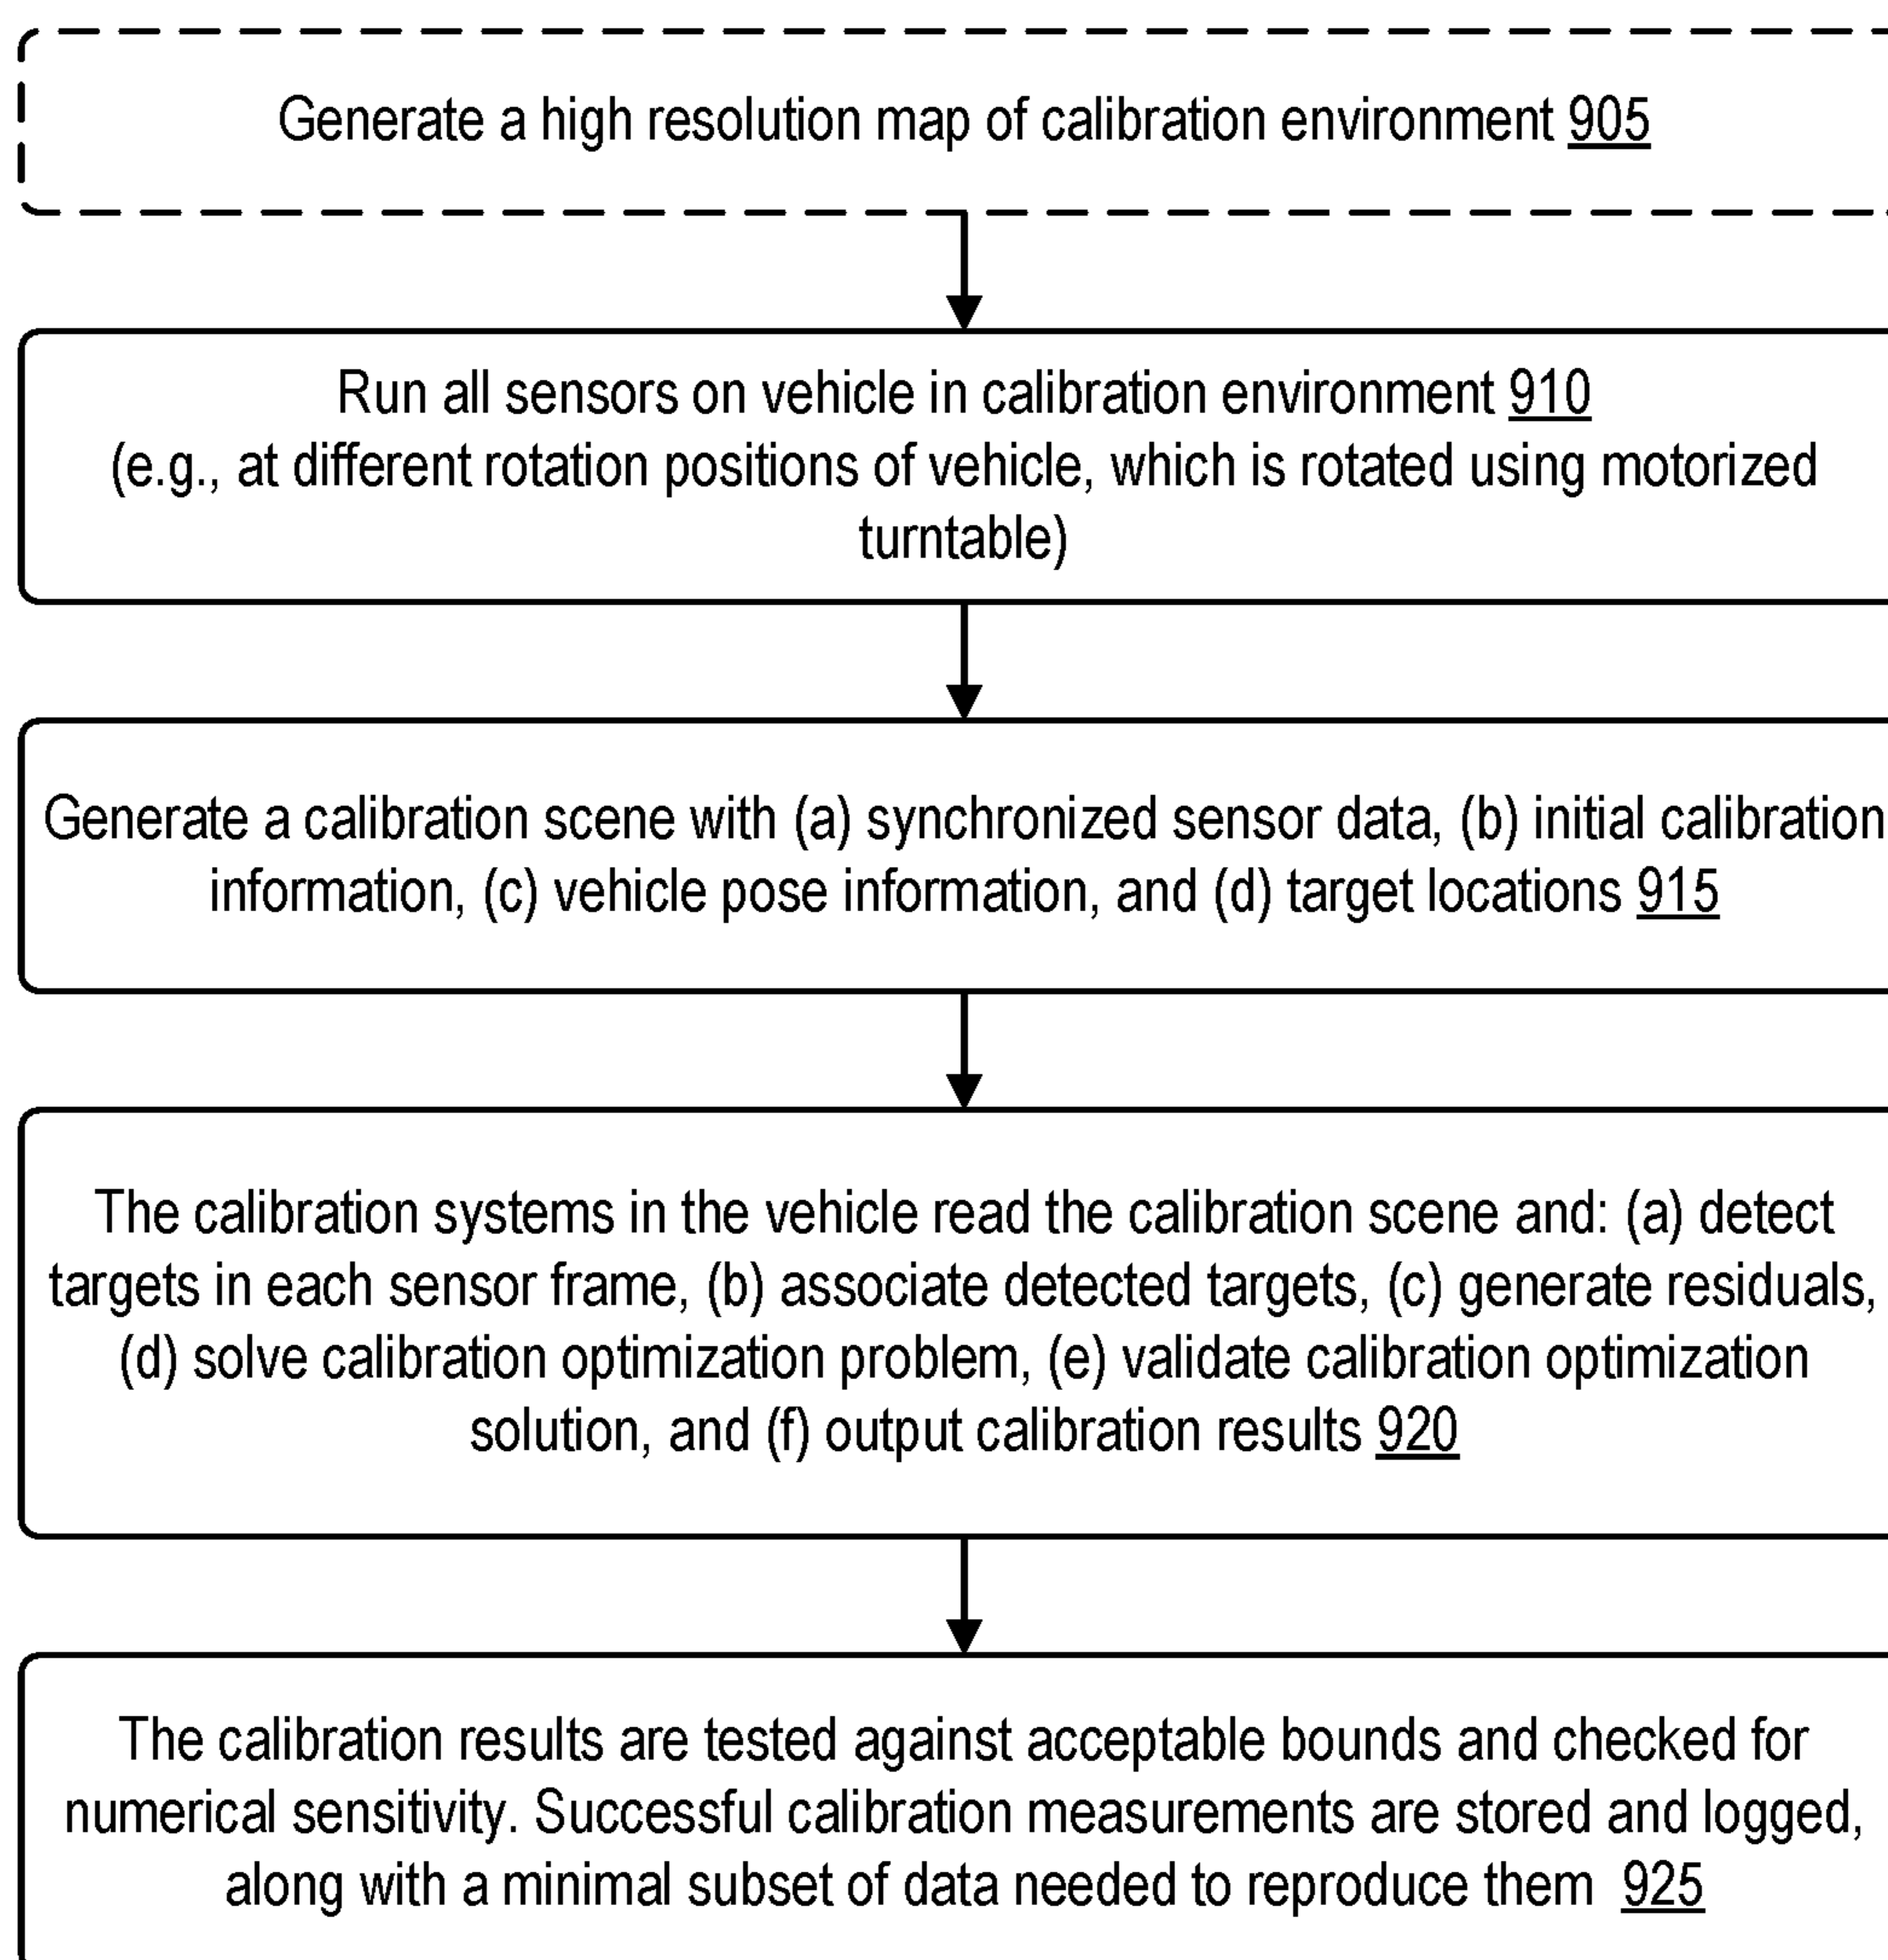 Generate a high resolution map of calibration environment 905
Run all sensors on vehicle in calibration environment 910
(e.g., at different rotation positions of vehicle, which is rotated using motorized
turntable)
Generate a calibration scene with (a) synchronized sensor data, (b) initial calibration
information, (c) vehicle pose information, and (d) target locations 915
The calibration systems in the vehicle read the calibration scene and: (a) detect
targets in each sensor frame, (b) associate detected targets, (c) generate residuals,
(d) solve calibration optimization problem, (e) validate calibration optimization
solution, and (f) output calibration results 920
The calibration results are tested against acceptable bounds and checked for
numerical sensitivity. Successful calibration measurements are stored and logged,
along with a minimal subset of data needed to reproduce them 925